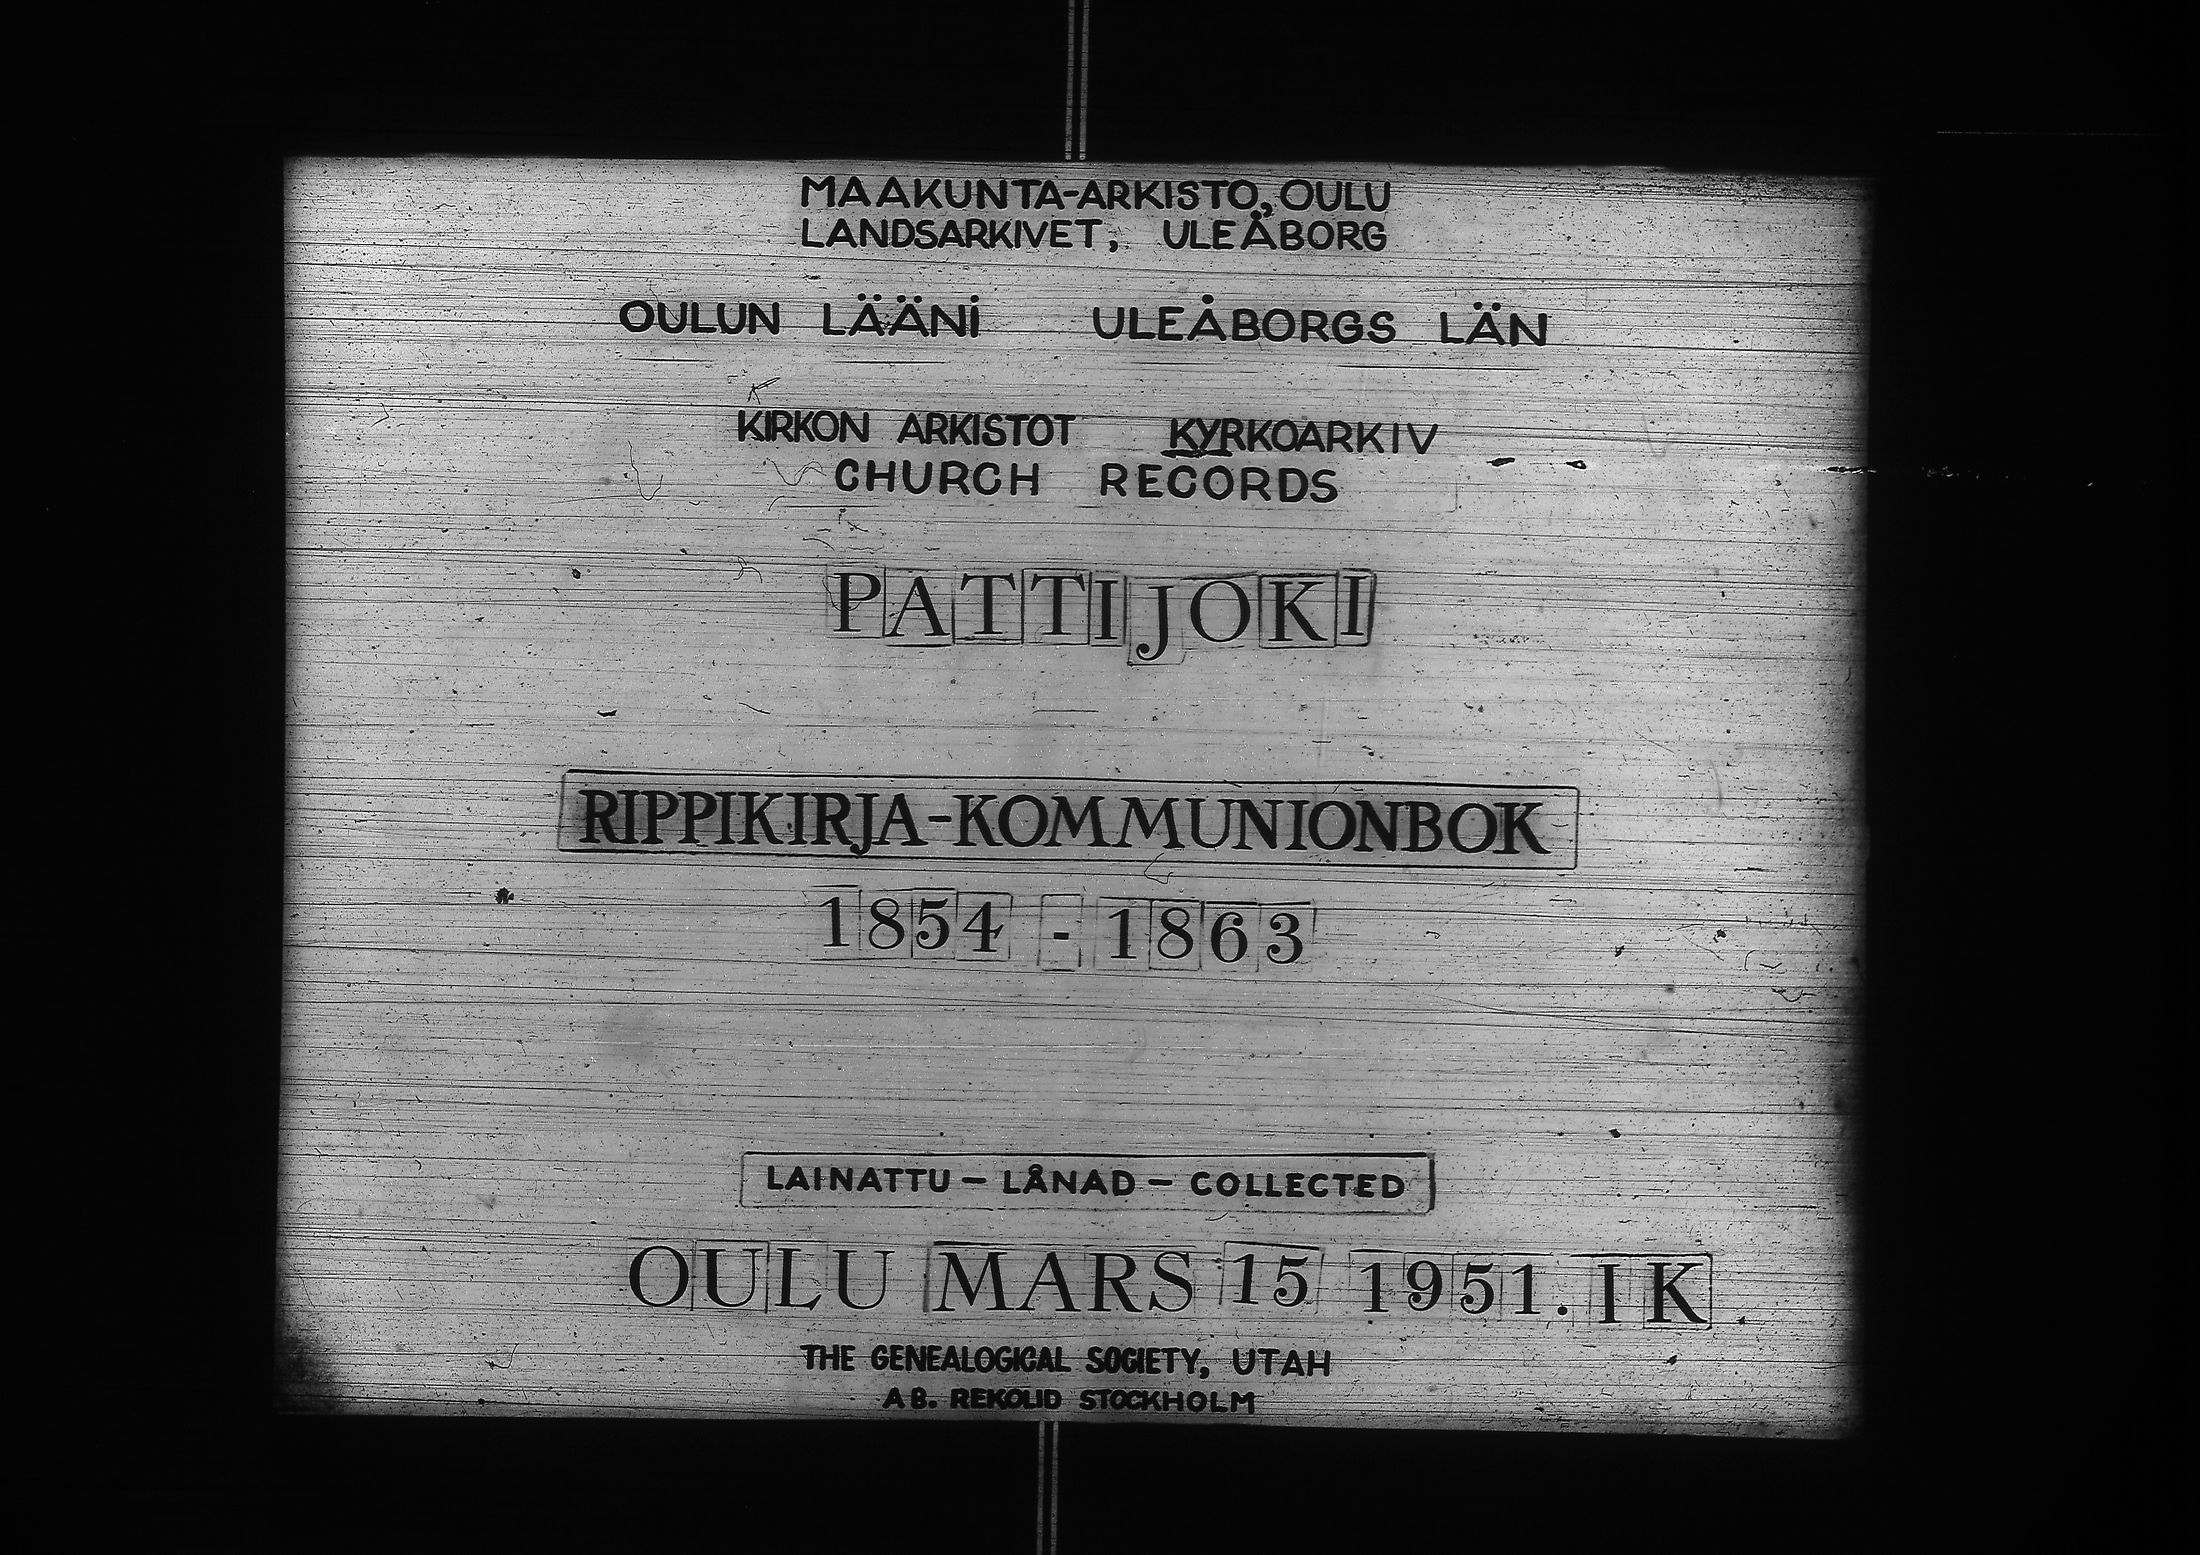 MAAKUNTA-ARKISTO, OULU
LANDSARKIVET, ULEÅBORG
OULUN LÄÄNI ULEÅBORGS LÄN
KIRKON ARKISTOT KYRKOARKIV
CHURCH RECORDS
PATTIJOKI
RIPPIKIRJA-KOMMUNIONBOK
1854 - 1863
LAINATTU - LÅNAD - COLLECTED
OULU MARS 15 1951. IK
THE GENEALOGICAL SOCIETY, UTAH
AB. REKOLID STOCKHOLM